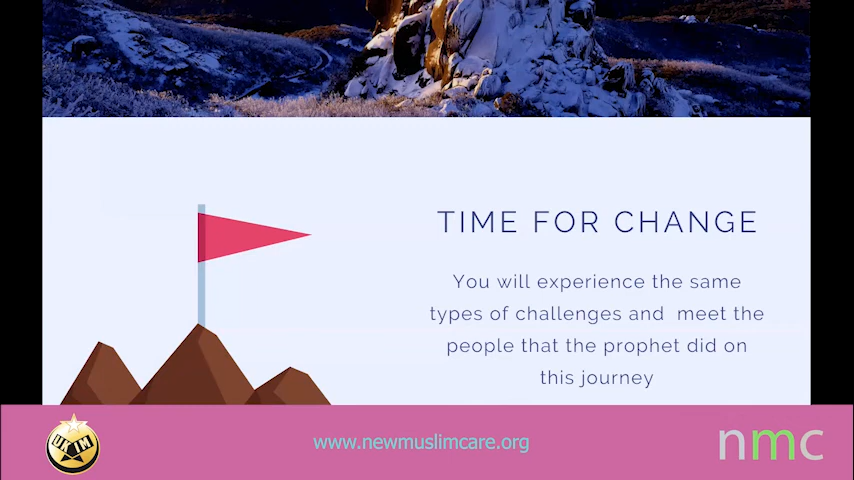 TIME FOR CHANGE
You will experience the same
types of challenges and meet the
people that the prophet did on
this journey
UKIM
www.newmuslimcare.org
nmc